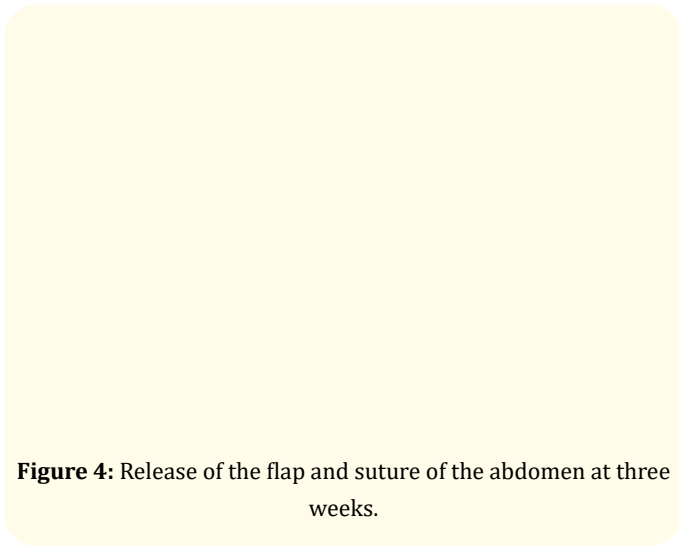 Figure 4: Release of the flap and suture of the abdomen at three
weeks.